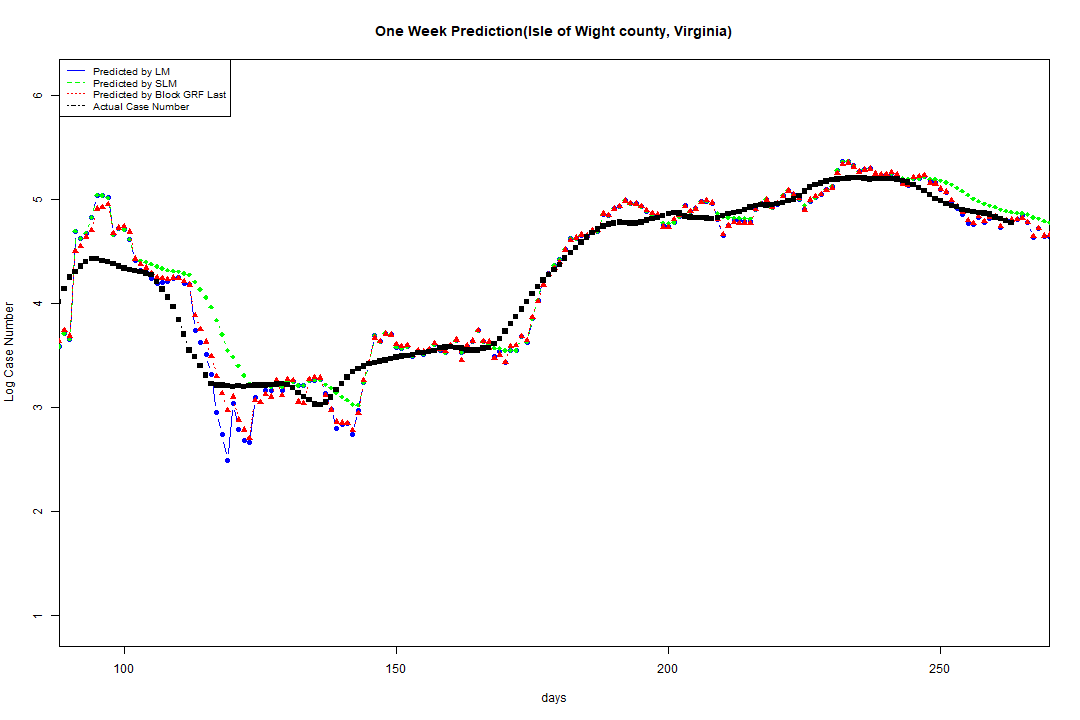 One Week Prediction(Isle of Wight county, Virginia)
Predicted by LM
Predicted by SLM
Predicted by Block GRF Last
Actual Case Number
6
5
4
3
2
1
Log Case Number
100 150 200 250
days